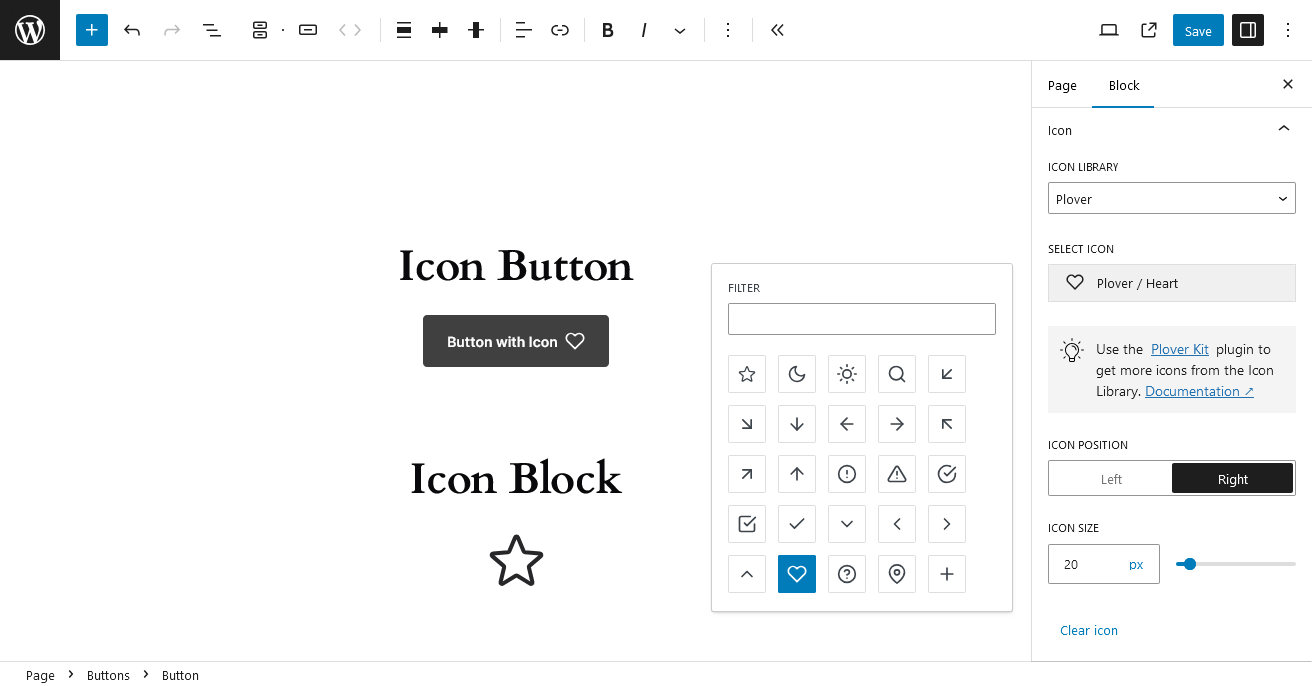 B I
Save
Page Block
Icon
ICON LIBRARY
Plover
SELECT ICON
Plover / Heart
Use the Plover Kit plugin to
get more icons from the Icon
Library. Documentation ↗
ICON POSITION
Left Right
ICON SIZE
20 px
Clear icon
Icon Button
Button with Icon
Icon Block
FILTER
Page > Buttons > Button